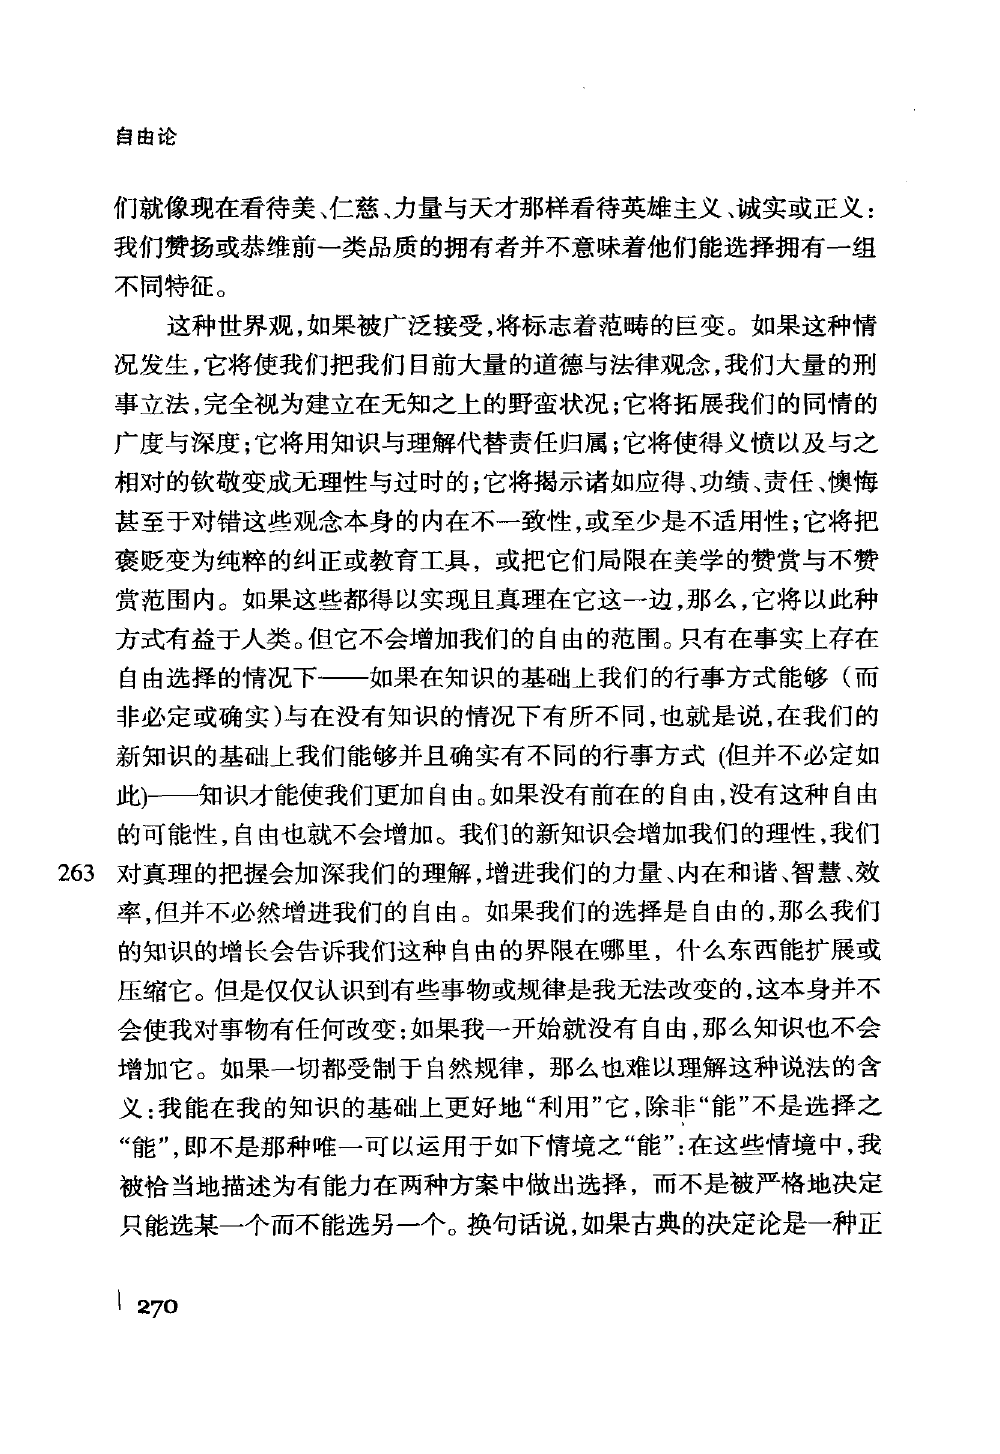 自由论
们就像现在看待美、仁慈、力量与天才那样看待英雄主义、诚实或正义：
我们赞扬或恭维前一类品质的拥有者并不意味着他们能选择拥有一组
不同特征。
这种世界观，如果被广泛接受，将标志着范畴的巨变。如果这种情
况发生，它将使我们把我们目前大量的道德与法律观念，我们大量的刑
事立法，完全视为建立在无知之上的野蛮状况；它将拓展我们的同情的
广度与深度；它将用知识与理解代替责任归属；它将使得义愤以及与之
相对的钦敬变成无理性与过时的；它将揭示诸如应得、功绩、责任、懊悔
甚至于对错这些观念本身的内在不一致性，或至少是不适用性；它将把
褒贬变为纯粹的纠正或教育工具，或把它们局限在美学的赞赏与不赞
赏范围内。如果这些都得以实现且真理在它这一边，那么，它将以此种
方式有益于人类。但它不会增加我们的自由的范围。只有在事实上存在
自由选择的情况下——如果在知识的基础上我们的行事方式能够（而
非必定或确实）与在没有知识的情况下有所不同，也就是说，在我们的
新知识的基础上我们能够并且确实有不同的行事方式（但并不必定如
此）——知识才能使我们更加自由。如果没有前在的自由，没有这种自由
的可能性，自由也就不会增加。我们的新知识会增加我们的理性，我们
263 对真理的把握会加深我们的理解，增进我们的力量、内在和谐、智慧、效
率，但并不必然增进我们的自由。如果我们的选择是自由的，那么我们
的知识的增长会告诉我们这种自由的界限在哪里，什么东西能扩展或
压缩它。但是仅仅认识到有些事物或规律是我无法改变的，这本身并不
会使我对事物有任何改变：如果我一开始就没有自由，那么知识也不会
增加它。如果一切都受制于自然规律，那么也难以理解这种说法的含
义：我能在我的知识的基础上更好地“利用”它，除非“能”不是选择之
“能”，即不是那种唯一可以运用于如下情境之“能”：在这些情境中，我
被恰当地描述为有能力在两种方案中做出选择，而不是被严格地决定
只能选某一个而不能选另一个。换句话说，如果古典的决定论是一种正
270